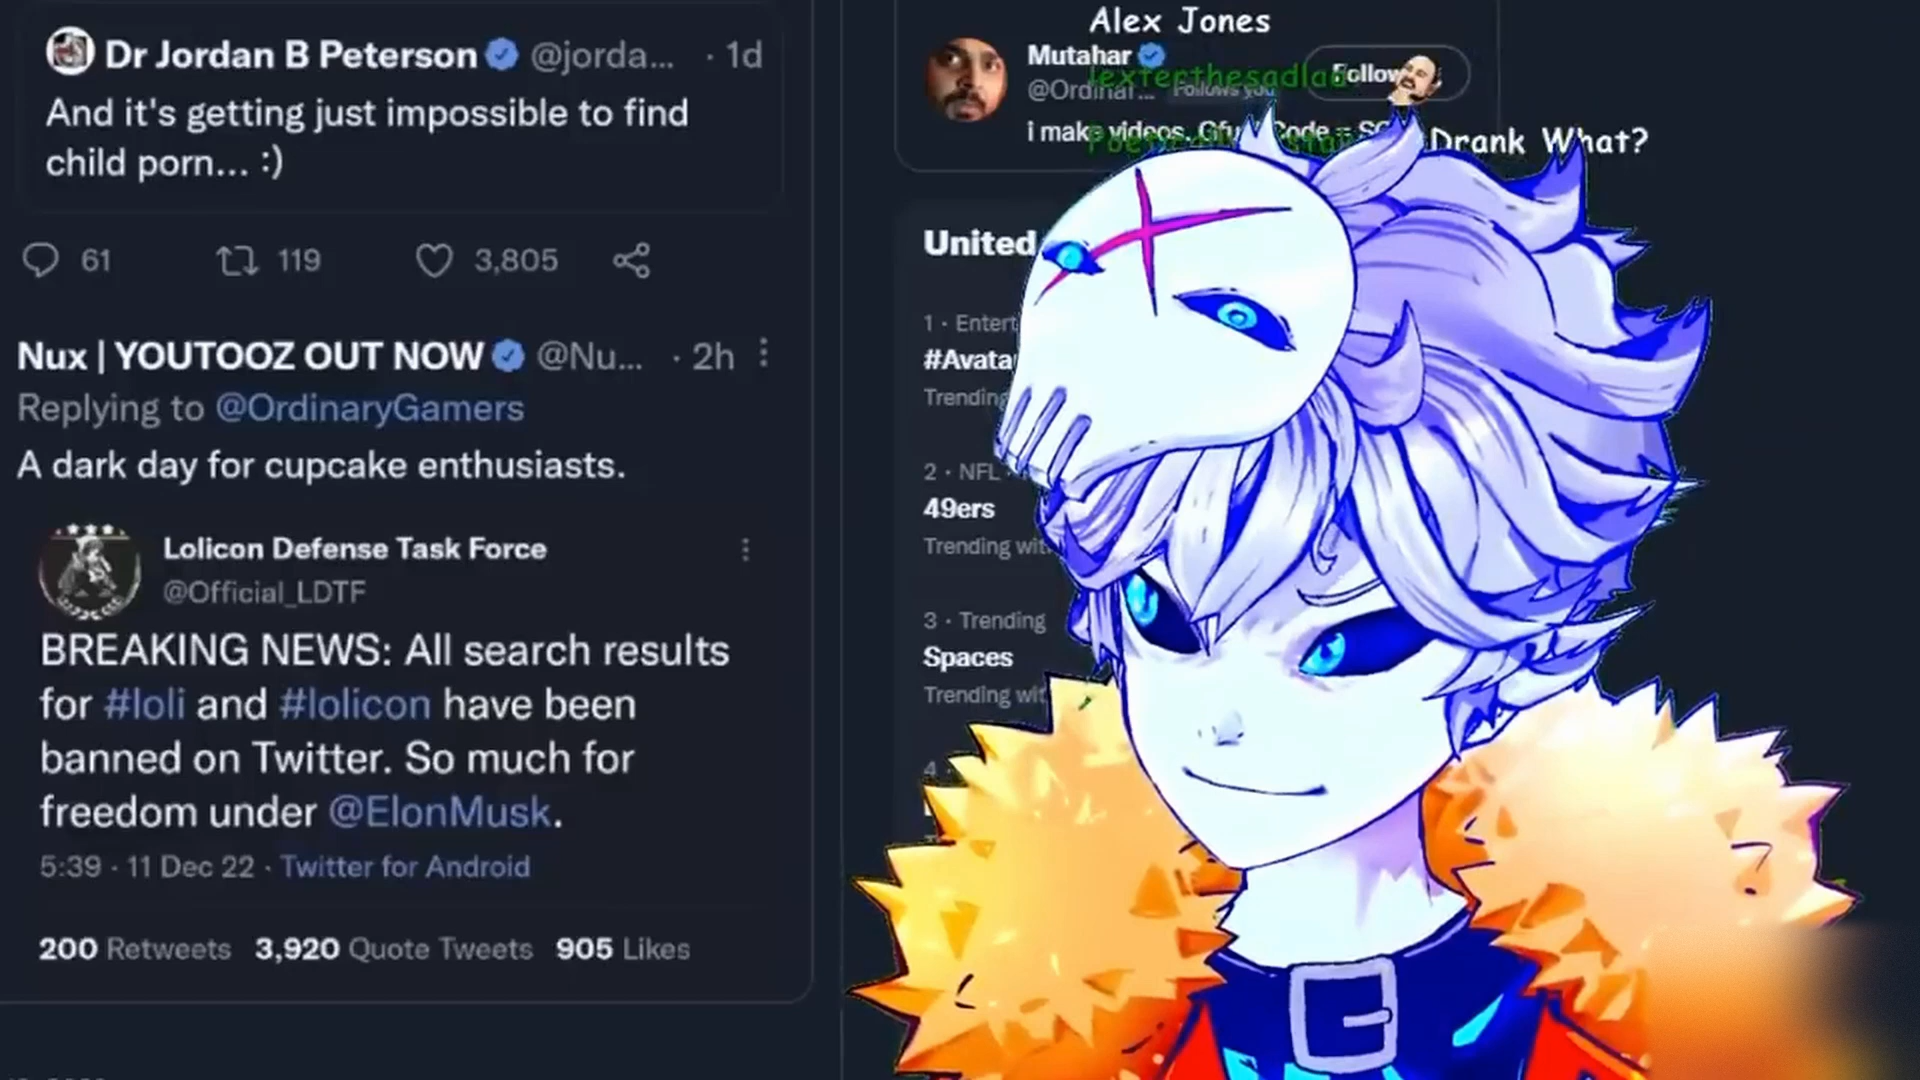 Dr Jordan B Peterson @jorda... · 1d
And it's getting just impossible to find
child porn... :)
61 119 3,805
Nux | YOUTOOZ OUT NOW @Nu... · 2h
Replying to @OrdinaryGamers
A dark day for cupcake enthusiasts.
Lolicon Defense Task Force
@Official_LDTF
BREAKING NEWS: All search results
for #loli and #lolicon have been
banned on Twitter. So much for
freedom under @ElonMusk.
5:39 · 11 Dec 22 · Twitter for Android
200 Retweets 3,920 Quote Tweets 905 Likes
Alex Jones
Mutahar
Follow
@Ordinar... Follows you
i make videos. Code
Drank What?
United
1 · Entert
#Avata
Trending
2 · NFL ·
49ers
Trending wit
3 · Trending
Spaces
Trending wit
4 ·